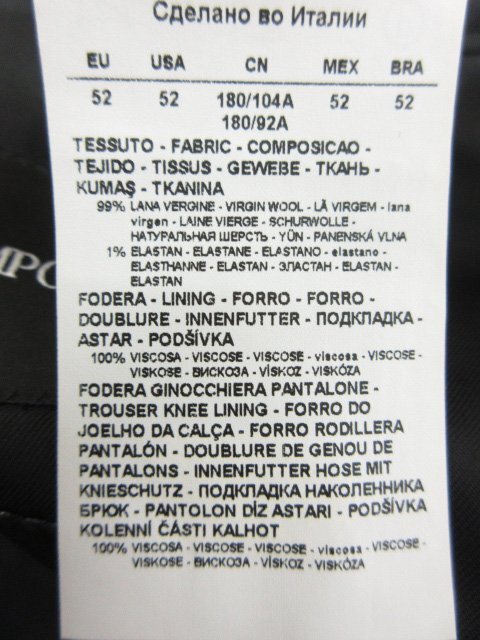 Сделано во Италии
EU USA CN MEX BRA
52 52 180/104A 52 52
180/92A
TESSUTO - FABRIC - COMPOSICAO -
TEJIDO - TISSUS - GEWEBE - ТКАНЬ -
KUMAŞ - TKANINA
99% LANA VERGINE - VIRGIN WOOL - LÃ VIRGEM - lana
virgen - LAINE VIERGE - SCHURWOLLE -
НАТУРАЛЬНАЯ ШЕРСТЬ - YÜN - PANENSKÁ VLNA
1% ELASTAN - ELASTANE - ELASTANO - elastano -
ELASTHANNE - ELASTAN - ЭЛАСТАН - ELASTAN -
ELASTAN
FODERA - LINING - FORRO - FORRO -
DOUBLURE - INNENFUTTER - ПОДКЛАДКА -
ASTAR - PODŠÍVKA
100% VISCOSA - VISCOSE - VISCOSE - viscosa - VISCOSE -
VISKOSE - ВИСКОЗА - VİSKOZ - VISKÓZA
FODERA GINOCCHIERA PANTALONE -
TROUSER KNEE LINING - FORRO DO
JOELHO DA CALÇA - FORRO RODILLERA
PANTALÓN - DOUBLURE DE GENOU DE
PANTALONS - INNENFUTTER HOSE MIT
KNIESCHUTZ - ПОДКЛАДКА НАКОЛЕННИКА
БРЮК - PANTOLON DİZ ASTARI - PODŠÍVKA
KOLENNÍ ČÁSTI KALHOT
100% VISCOSA - VISCOSE - VISCOSE - viscosa - VISCOSE -
VISKOSE - ВИСКОЗА - VİSKOZ - VISKÓZA